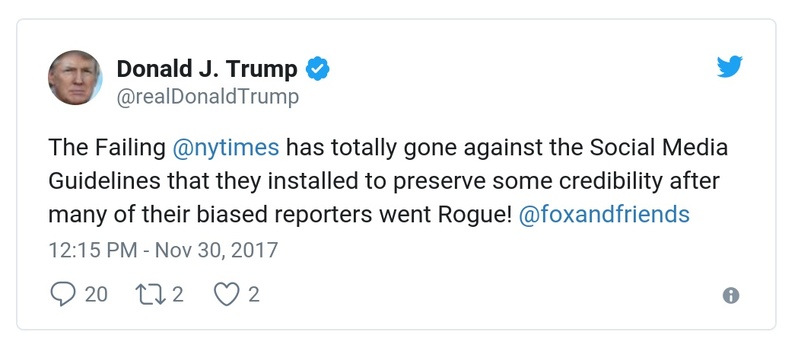 Donald J. Trump
@realDonaldTrump
The Failing @nytimes has totally gone against the Social Media
Guidelines that they installed to preserve some credibility after
many of their biased reporters went Rogue! @foxandfriends
12:15 PM - Nov 30, 2017
20 2 2